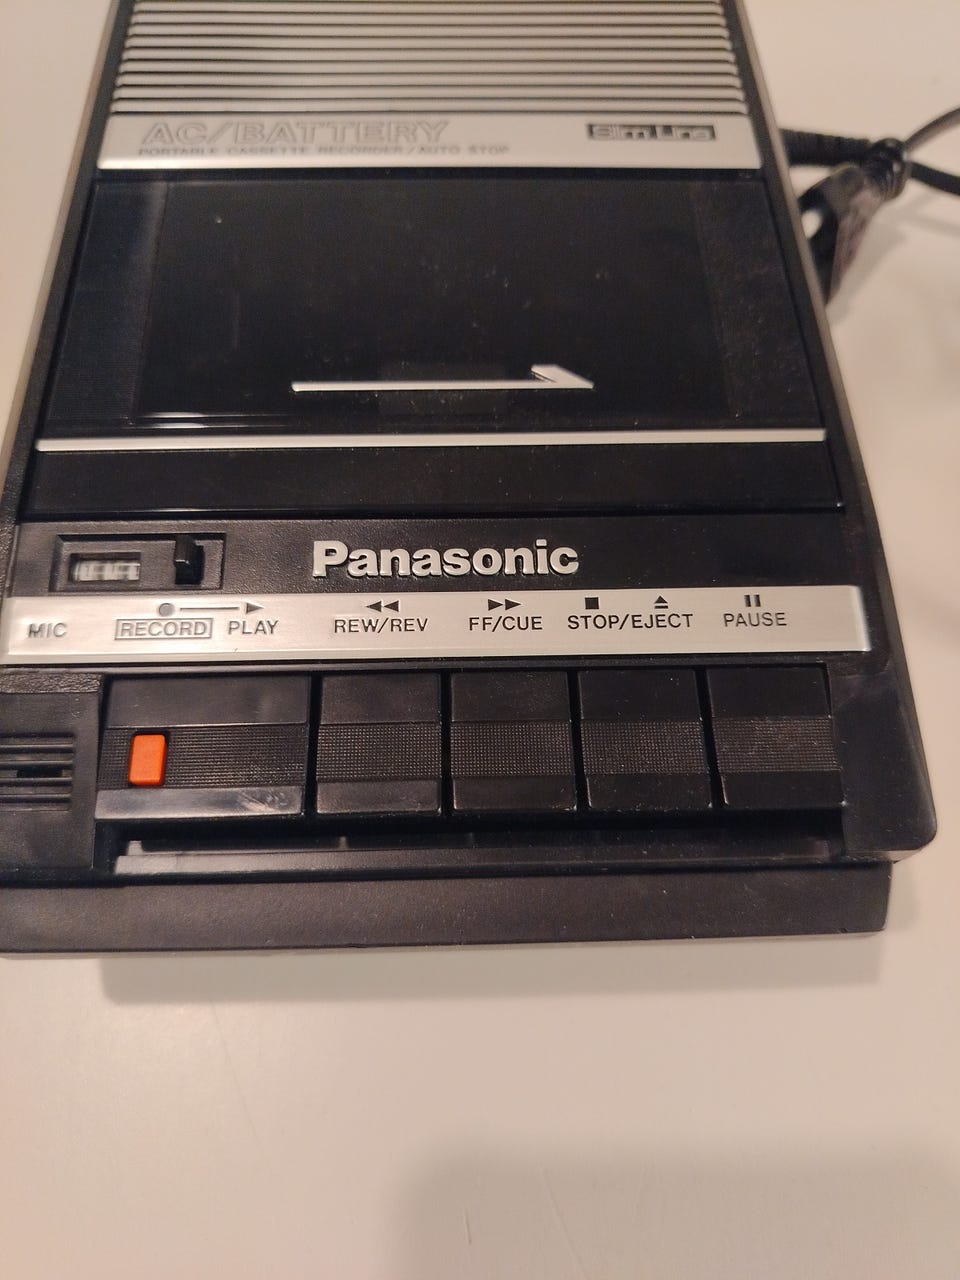 AC/BATTERY
Slim Line
PORTABLE CASSETTE RECORDER/AUTO STOP
Panasonic
MIC RECORD PLAY REW/REV FF/CUE STOP/EJECT PAUSE